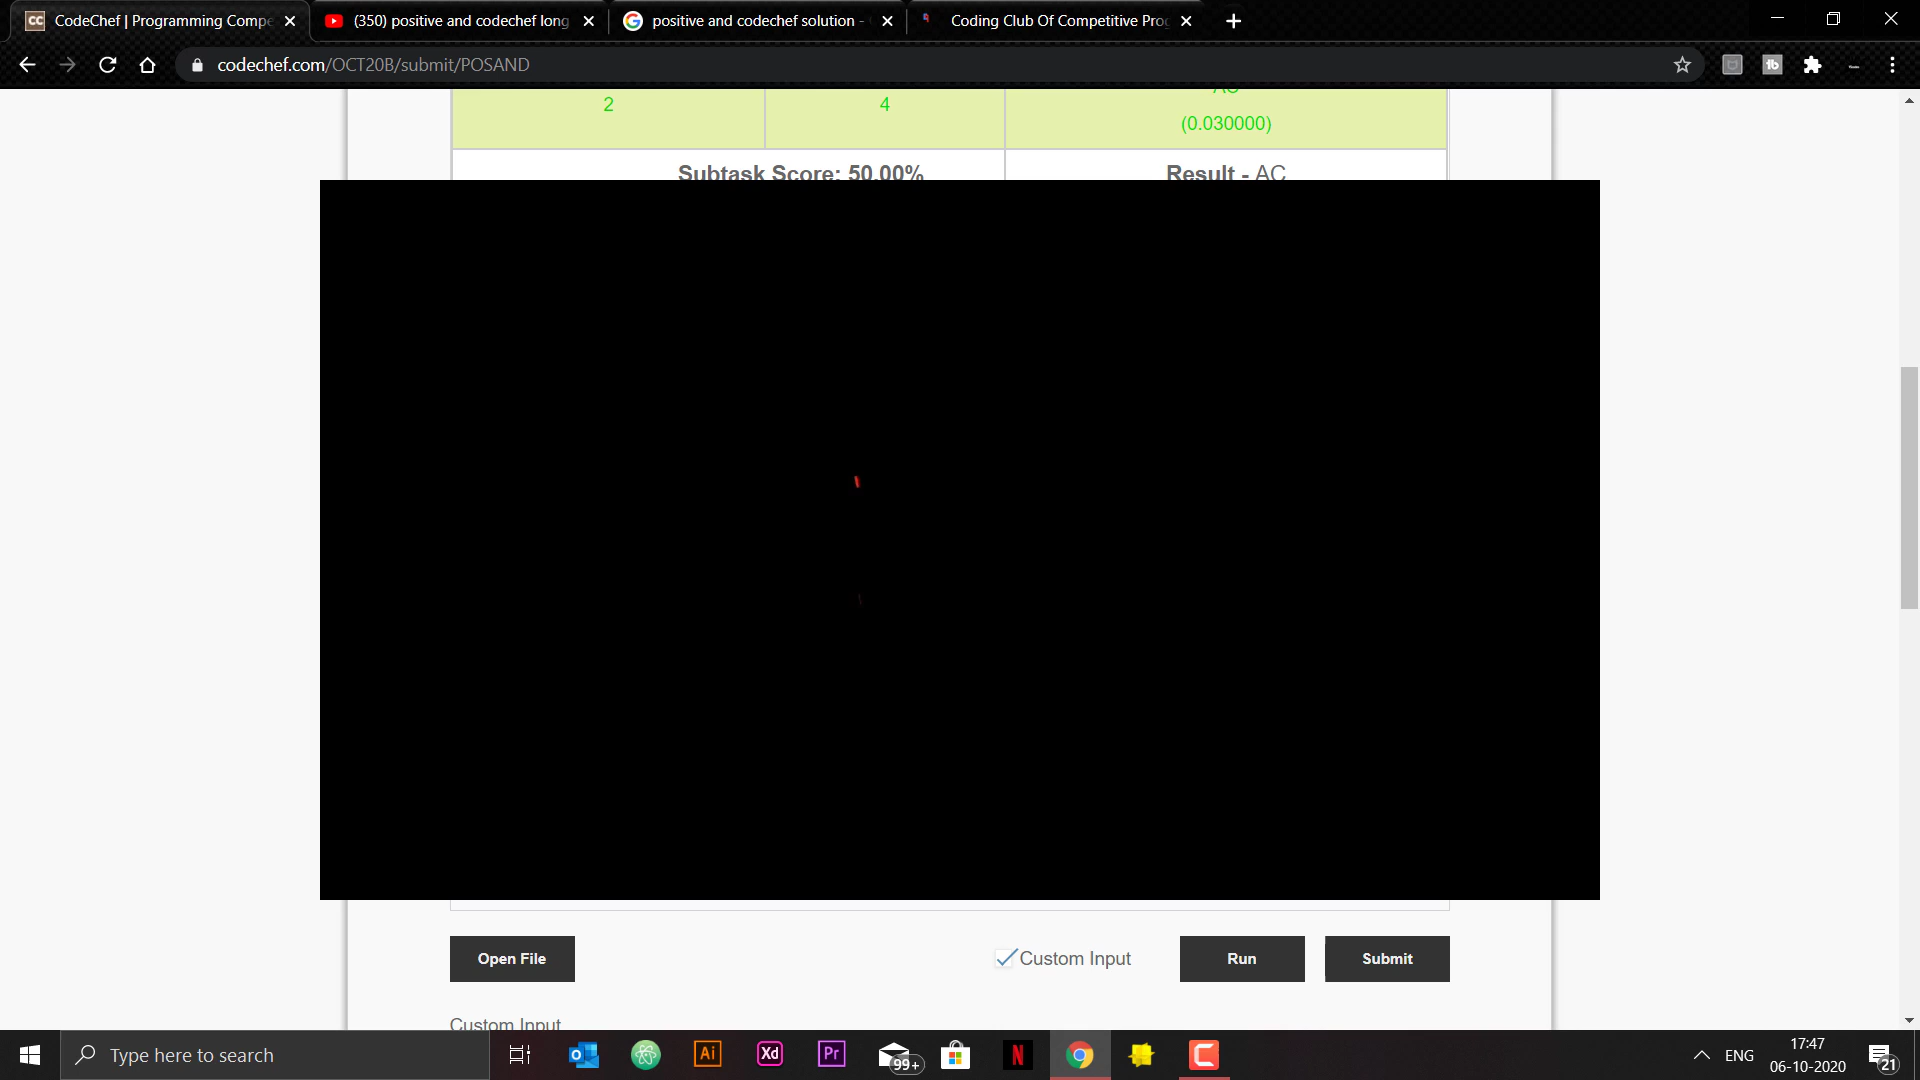 CodeChef | Programming Compe
(350) positive and codechef long
positive and codechef solution -
Coding Club Of Competitive Pro
codechef.com/OCT20B/submit/POSAND
2 4 AC
(0.030000)
Subtask Score: 50.00% Result - AC
Open File Custom Input Run Submit
Custom Input
Type here to search
99+
ENG
17:47
06-10-2020
21